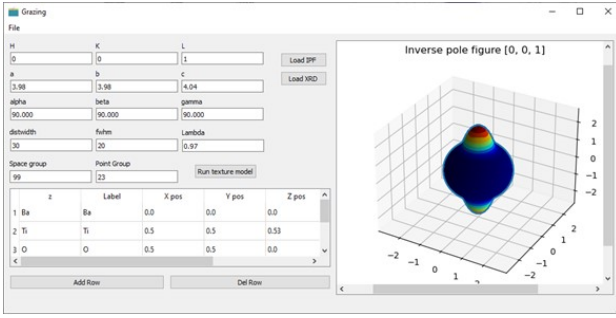 Grazing
File
H K L
0 0 1
Load IPF
a b c
3.98 3.98 4.04
Load XRD
alpha beta gamma
90.000 90.000 90.000
distwidth fwhm Lambda
30 20 0.97
Space group Point Group
99 23
Run texture model
z Label X pos Y pos Z pos
1 Ba Ba 0.0 0.0 0.0
2 Ti Ti 0.5 0.5 0.53
3 O O 0.5 0.5 0.0
Add Row Del Row
Inverse pole figure [0, 0, 1]
2
1
0
−1
−2
−2 −1 0 1 2
−2 −1 0 1 2